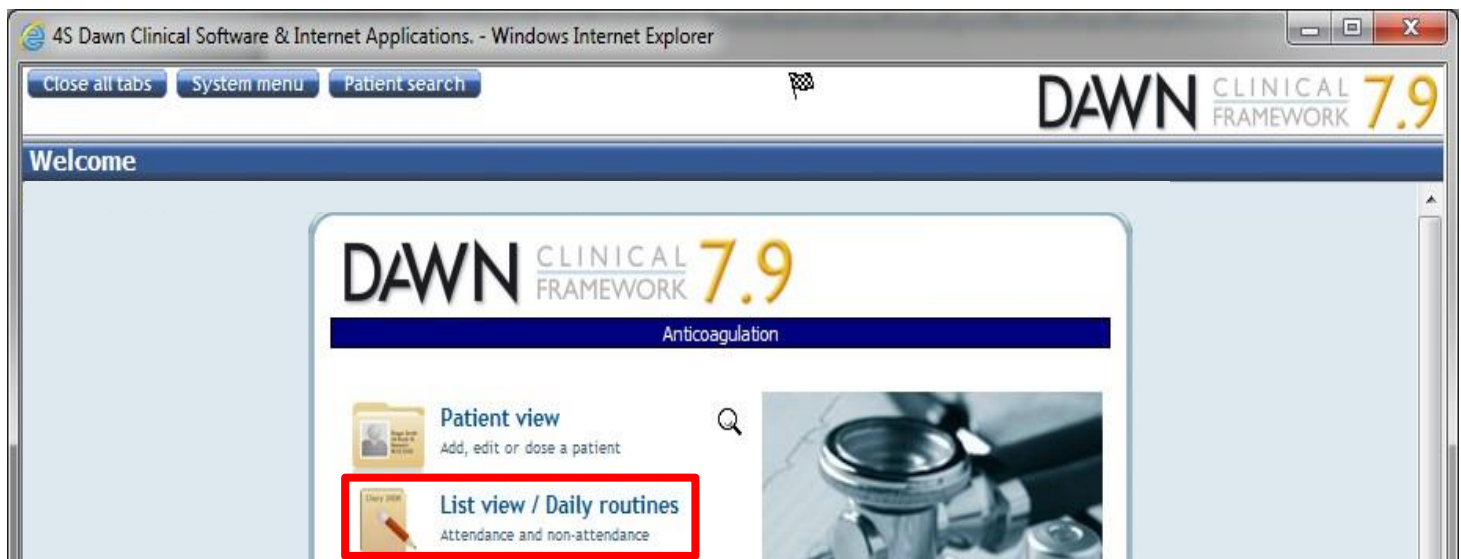 4S Dawn Clinical Software & Internet Applications. - Windows Internet Explorer
Close all tabs System menu Patient search
DAWN CLINICAL FRAMEWORK 7.9
Welcome
DAWN CLINICAL FRAMEWORK 7.9
Anticoagulation
Patient view
Add, edit or dose a patient
List view / Daily routines
Attendance and non-attendance